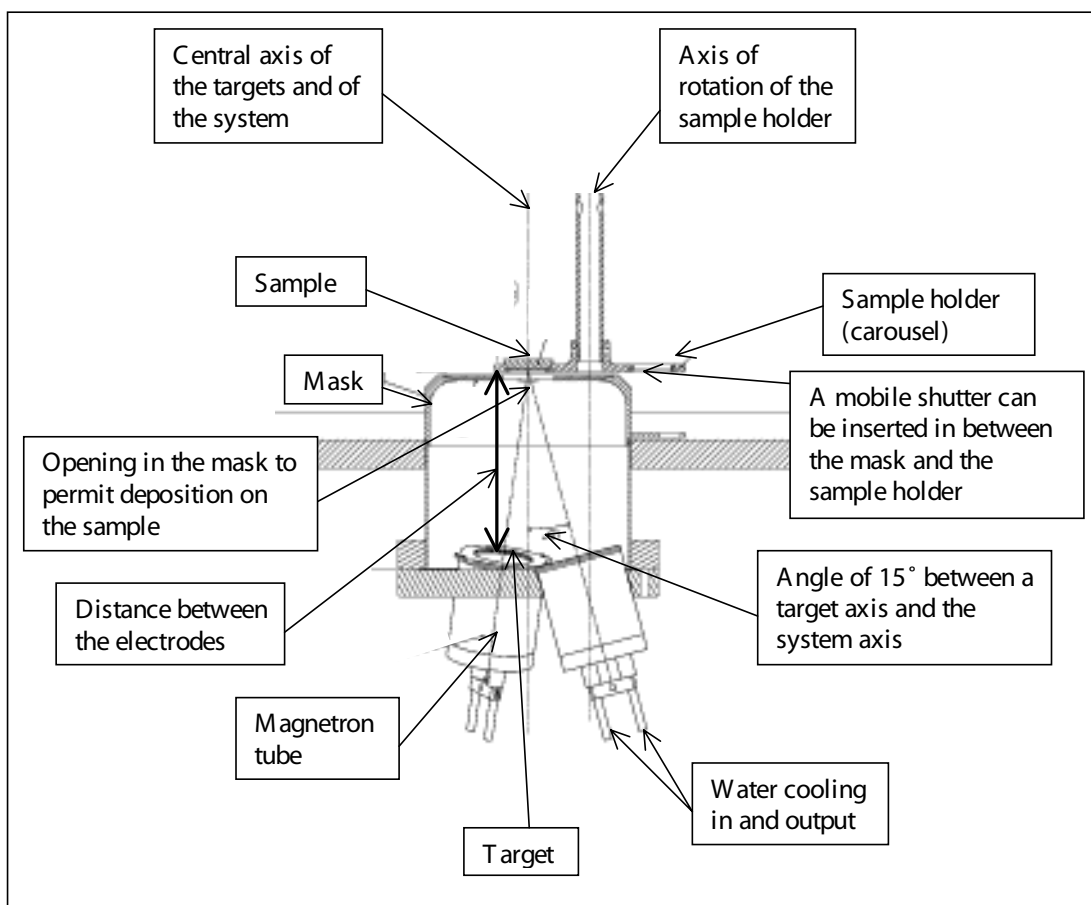 Central axis of
the targets and of
the system
Axis of
rotation of the
sample holder
Sample
Sample holder
(carousel)
Mask
A mobile shutter can
be inserted in between
the mask and the
sample holder
Opening in the mask to
permit deposition on
the sample
Angle of 15° between a
target axis and the
system axis
Distance between
the electrodes
Magnetron
tube
Water cooling
in and output
Target